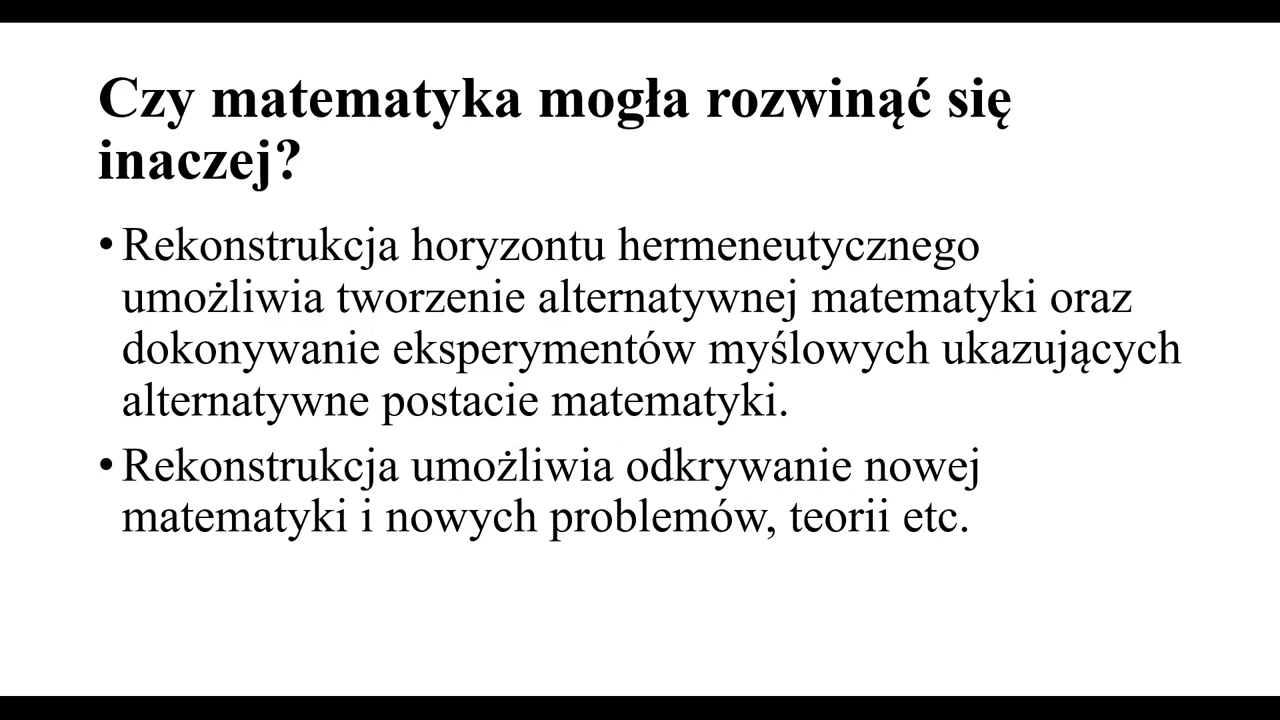 Czy matematyka mogła rozwinąć się
inaczej?
• Rekonstrukcja horyzontu hermeneutycznego
umożliwia tworzenie alternatywnej matematyki oraz
dokonywanie eksperymentów myślowych ukazujących
alternatywne postacie matematyki.
• Rekonstrukcja umożliwia odkrywanie nowej
matematyki i nowych problemów, teorii etc.